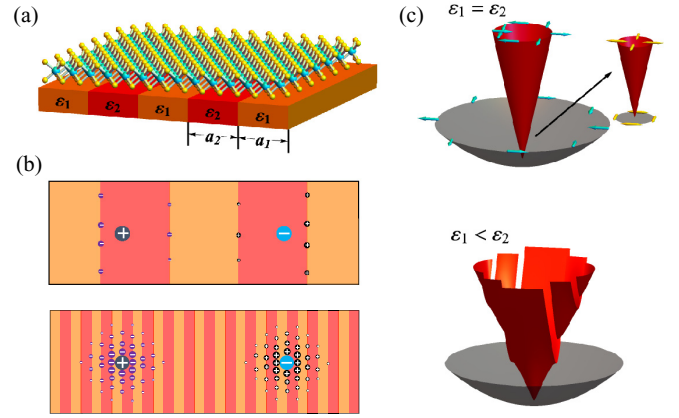 (a)
ε₁ ε₂ ε₁ ε₂ ε₁
a₂ a₁
(b)
+ −
+ −
(c)
ε₁ = ε₂
ε₁ < ε₂